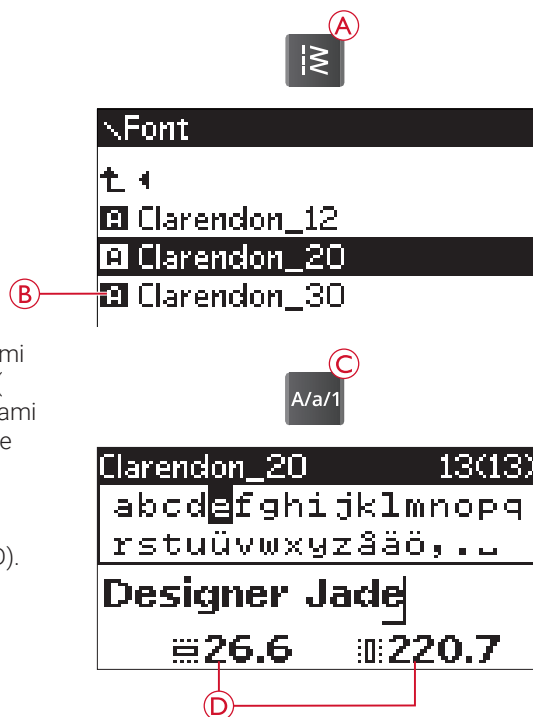 A
\Font
Clarendon_12
Clarendon_20
B
Clarendon_30
C
A/a/1
Clarendon_20 13(13)
abcdefghijklmnopq
rstuüvwxyzåäö,.
Designer Jade
26.6 220.7
D
D).